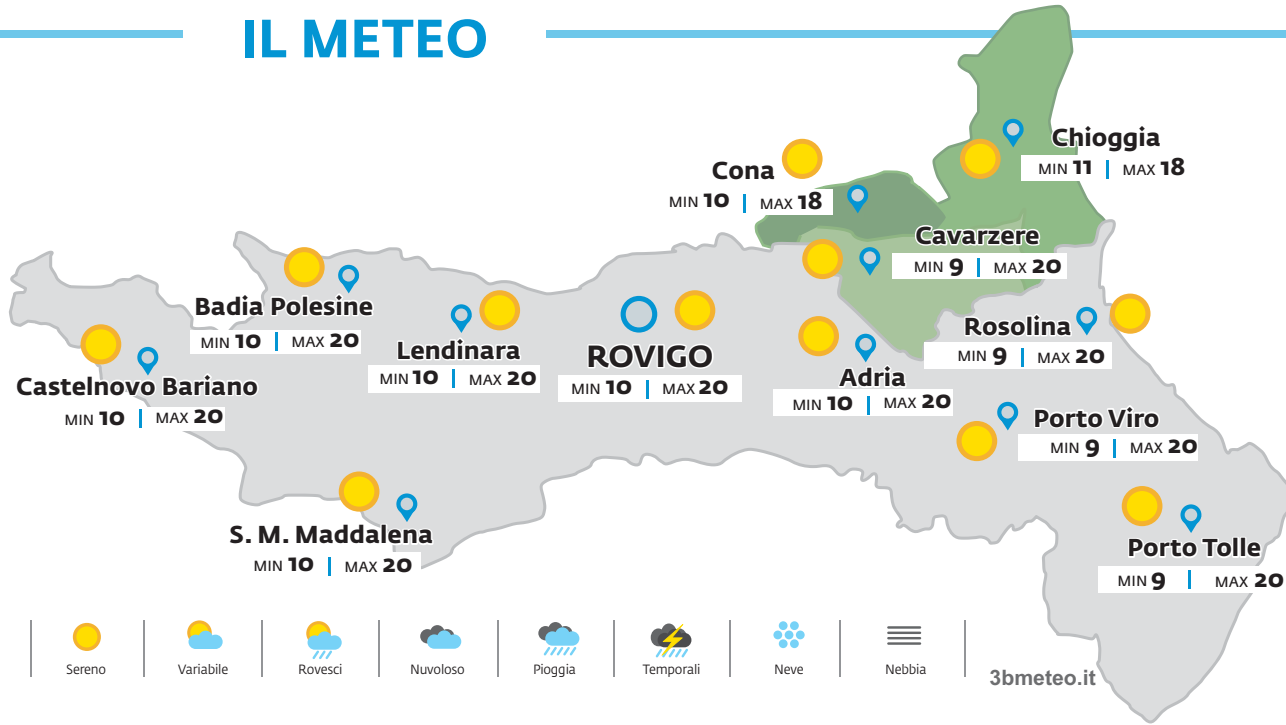 IL METEO
Chioggia
MIN 11 | MAX 18
Cona
MIN 10 | MAX 18
Cavarzere
MIN 9 | MAX 20
Badia Polesine
MIN 10 | MAX 20
Lendinara
MIN 10 | MAX 20
ROVIGO
MIN 10 | MAX 20
Adria
MIN 10 | MAX 20
Rosolina
MIN 9 | MAX 20
Castelnovo Bariano
MIN 10 | MAX 20
Porto Viro
MIN 9 | MAX 20
S. M. Maddalena
MIN 10 | MAX 20
Porto Tolle
MIN 9 | MAX 20
Sereno
Variabile
Rovesci
Nuvoloso
Pioggia
Temporali
Neve
Nebbia
3bmeteo.it